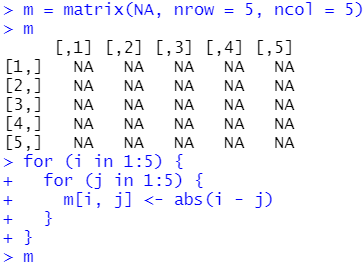 > m = matrix(NA, nrow = 5, ncol = 5)
> m
     [,1] [,2] [,3] [,4] [,5]
[1,]   NA   NA   NA   NA   NA
[2,]   NA   NA   NA   NA   NA
[3,]   NA   NA   NA   NA   NA
[4,]   NA   NA   NA   NA   NA
[5,]   NA   NA   NA   NA   NA
> for (i in 1:5) {
+   for (j in 1:5) {
+     m[i, j] <- abs(i - j)
+   }
+ }
> m